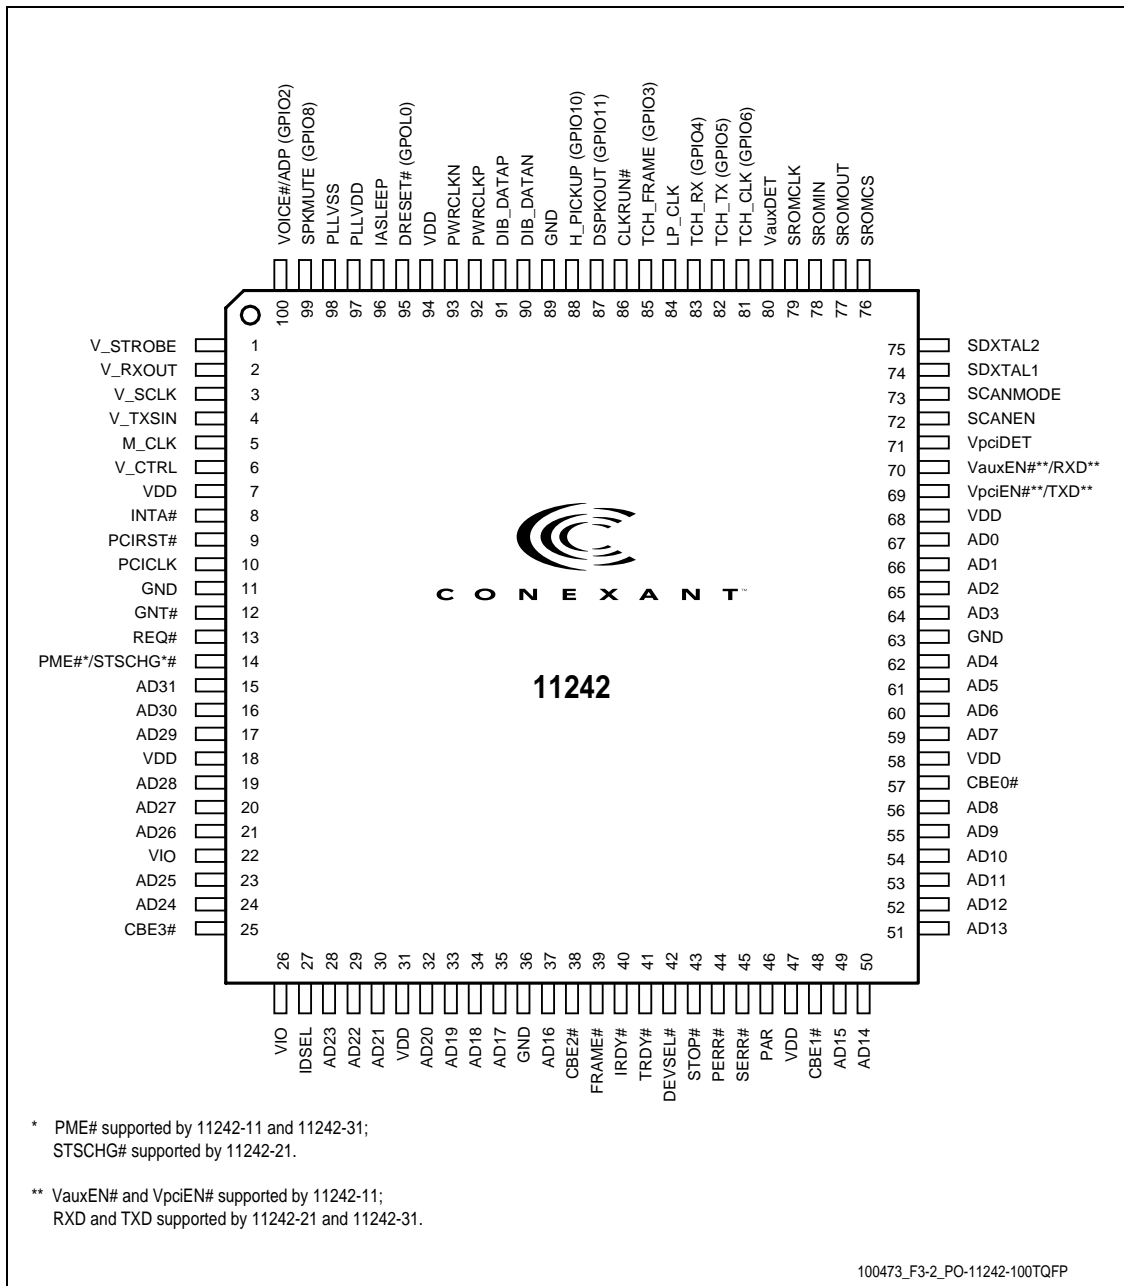 VOICE#/ADP (GPIO2)
SPKMUTE (GPIO8)
PLLVSS
PLLVDD
IASLEEP
DRESET# (GPOL0)
VDD
PWRCLKN
PWRCLKP
DIB_DATAP
DIB_DATAN
GND
H_PICKUP (GPIO10)
DSPKOUT (GPIO11)
CLKRUN#
TCH_FRAME (GPIO3)
LP_CLK
TCH_RX (GPIO4)
TCH_TX (GPIO5)
TCH_CLK (GPIO6)
VauxDET
SROMCLK
SROMIN
SROMOUT
SROMCS
100 99 98 97 96 95 94 93 92 91 90 89 88 87 86 85 84 83 82 81 80 79 78 77 76
V_STROBE 1
V_RXOUT 2
V_SCLK 3
V_TXSIN 4
M_CLK 5
V_CTRL 6
VDD 7
INTA# 8
PCIRST# 9
PCICLK 10
GND 11
GNT# 12
REQ# 13
PME#*/STSCHG*# 14
AD31 15
AD30 16
AD29 17
VDD 18
AD28 19
AD27 20
AD26 21
VIO 22
AD25 23
AD24 24
CBE3# 25
CONEXANT™
11242
75 SDXTAL2
74 SDXTAL1
73 SCANMODE
72 SCANEN
71 VpciDET
70 VauxEN#**/RXD**
69 VpciEN#**/TXD**
68 VDD
67 AD0
66 AD1
65 AD2
64 AD3
63 GND
62 AD4
61 AD5
60 AD6
59 AD7
58 VDD
57 CBE0#
56 AD8
55 AD9
54 AD10
53 AD11
52 AD12
51 AD13
26 27 28 29 30 31 32 33 34 35 36 37 38 39 40 41 42 43 44 45 46 47 48 49 50
VIO
IDSEL
AD23
AD22
AD21
VDD
AD20
AD19
AD18
AD17
GND
AD16
CBE2#
FRAME#
IRDY#
TRDY#
DEVSEL#
STOP#
PERR#
SERR#
PAR
VDD
CBE1#
AD15
AD14
* PME# supported by 11242-11 and 11242-31;
STSCHG# supported by 11242-21.
** VauxEN# and VpciEN# supported by 11242-11;
RXD and TXD supported by 11242-21 and 11242-31.
100473_F3-2_PO-11242-100TQFP